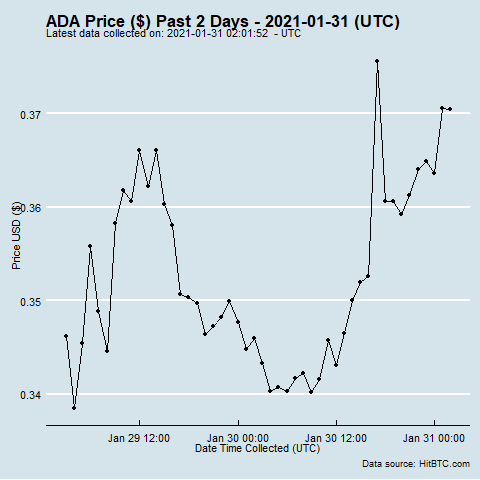 ADA Price ($) Past 2 Days - 2021-01-31 (UTC)
Latest data collected on: 2021-01-31 02:01:52 - UTC
Price USD ($)
0.37
0.36
0.35
0.34
Jan 29 12:00
Jan 30 00:00
Jan 30 12:00
Jan 31 00:00
Date Time Collected (UTC)
Data source: HitBTC.com